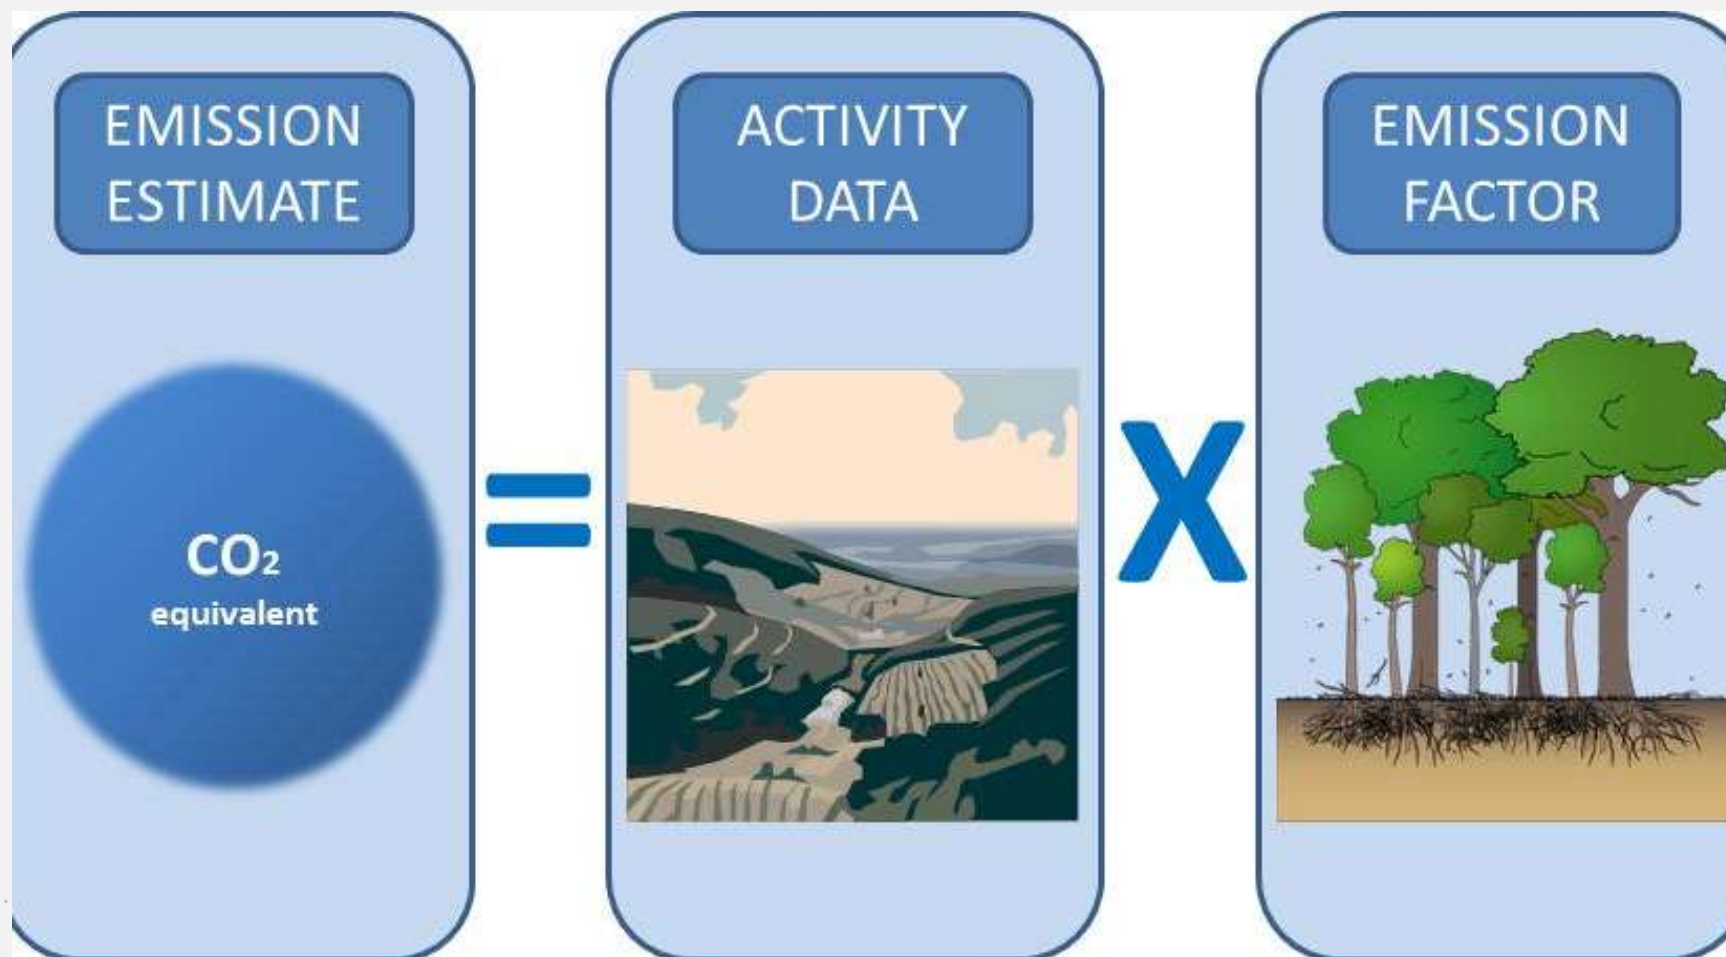 EMISSION
ESTIMATE
CO₂
equivalent
=
ACTIVITY
DATA
X
EMISSION
FACTOR